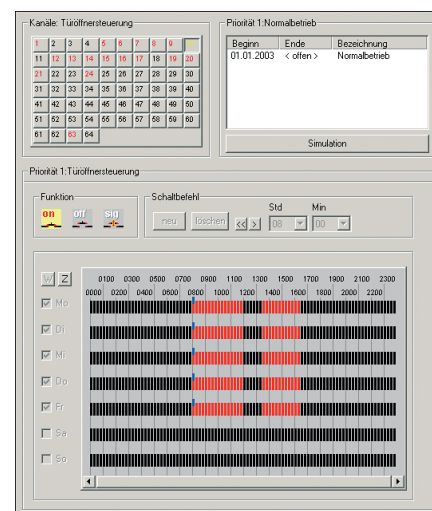 Kanäle: Türöffnersteuerung
1 2 3 4 5 6 7 8 9
11 12 13 14 15 16 17 18 19 20
21 22 23 24 25 26 27 28 29 30
31 32 33 34 35 36 37 38 39 40
41 42 43 44 45 46 47 48 49 50
51 52 53 54 55 56 57 58 59 60
61 62 63 64
Priorität 1:Normalbetrieb
Beginn Ende Bezeichnung
01.01.2003 < offen > Normalbetrieb
Simulation
Priorität 1:Türöffnersteuerung
Funktion
on off sig
Schaltbefehl
neu löschen << >
Std Min
08 00
W Z
0100 0300 0500 0700 0900 1100 1300 1500 1700 1900 2100 2300
0000 0200 0400 0600 0800 1000 1200 1400 1600 1800 2000 2200
Mo
Di
Mi
Do
Fr
Sa
So